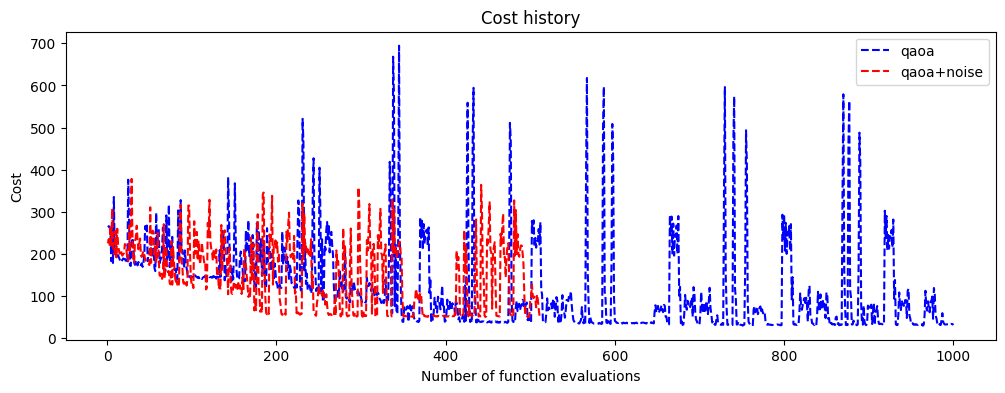 Cost history
qaoa
qaoa+noise
Cost
700
600
500
400
300
200
100
0
0 200 400 600 800 1000
Number of function evaluations